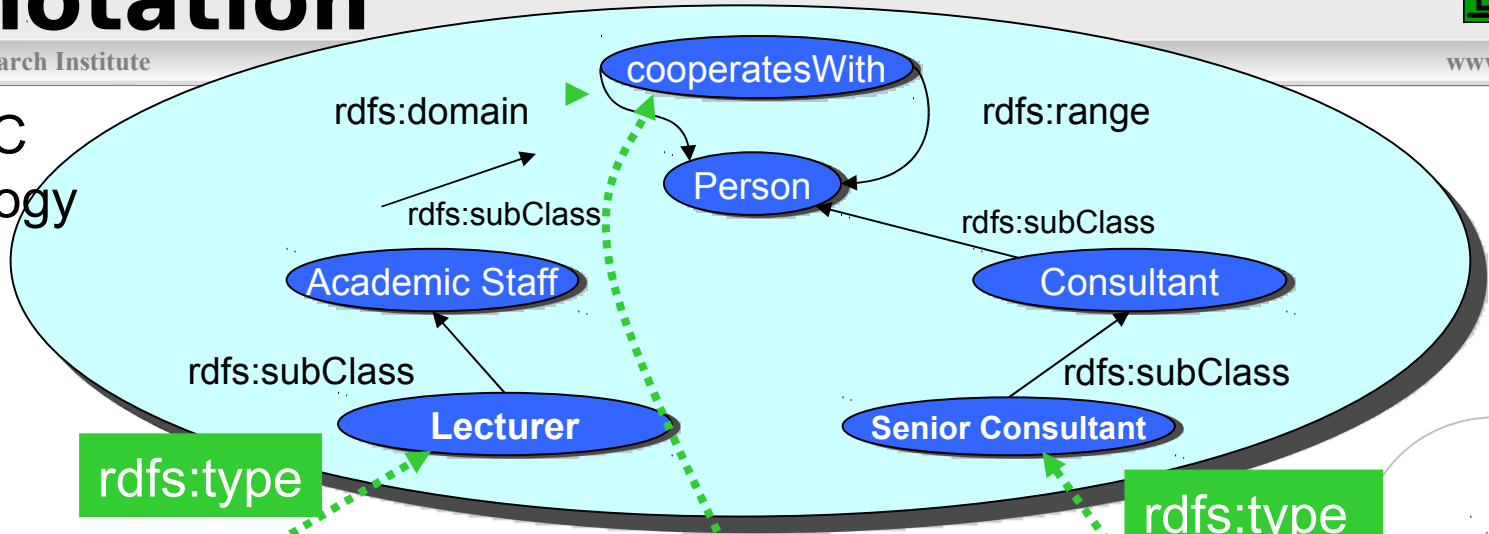 notation
arch Institute
www
cooperatesWith
rdfs:domain
rdfs:range
C
ogy
Person
rdfs:subClass
rdfs:subClass
Academic Staff
Consultant
rdfs:subClass
rdfs:subClass
Lecturer
Senior Consultant
rdfs:type
rdfs:type